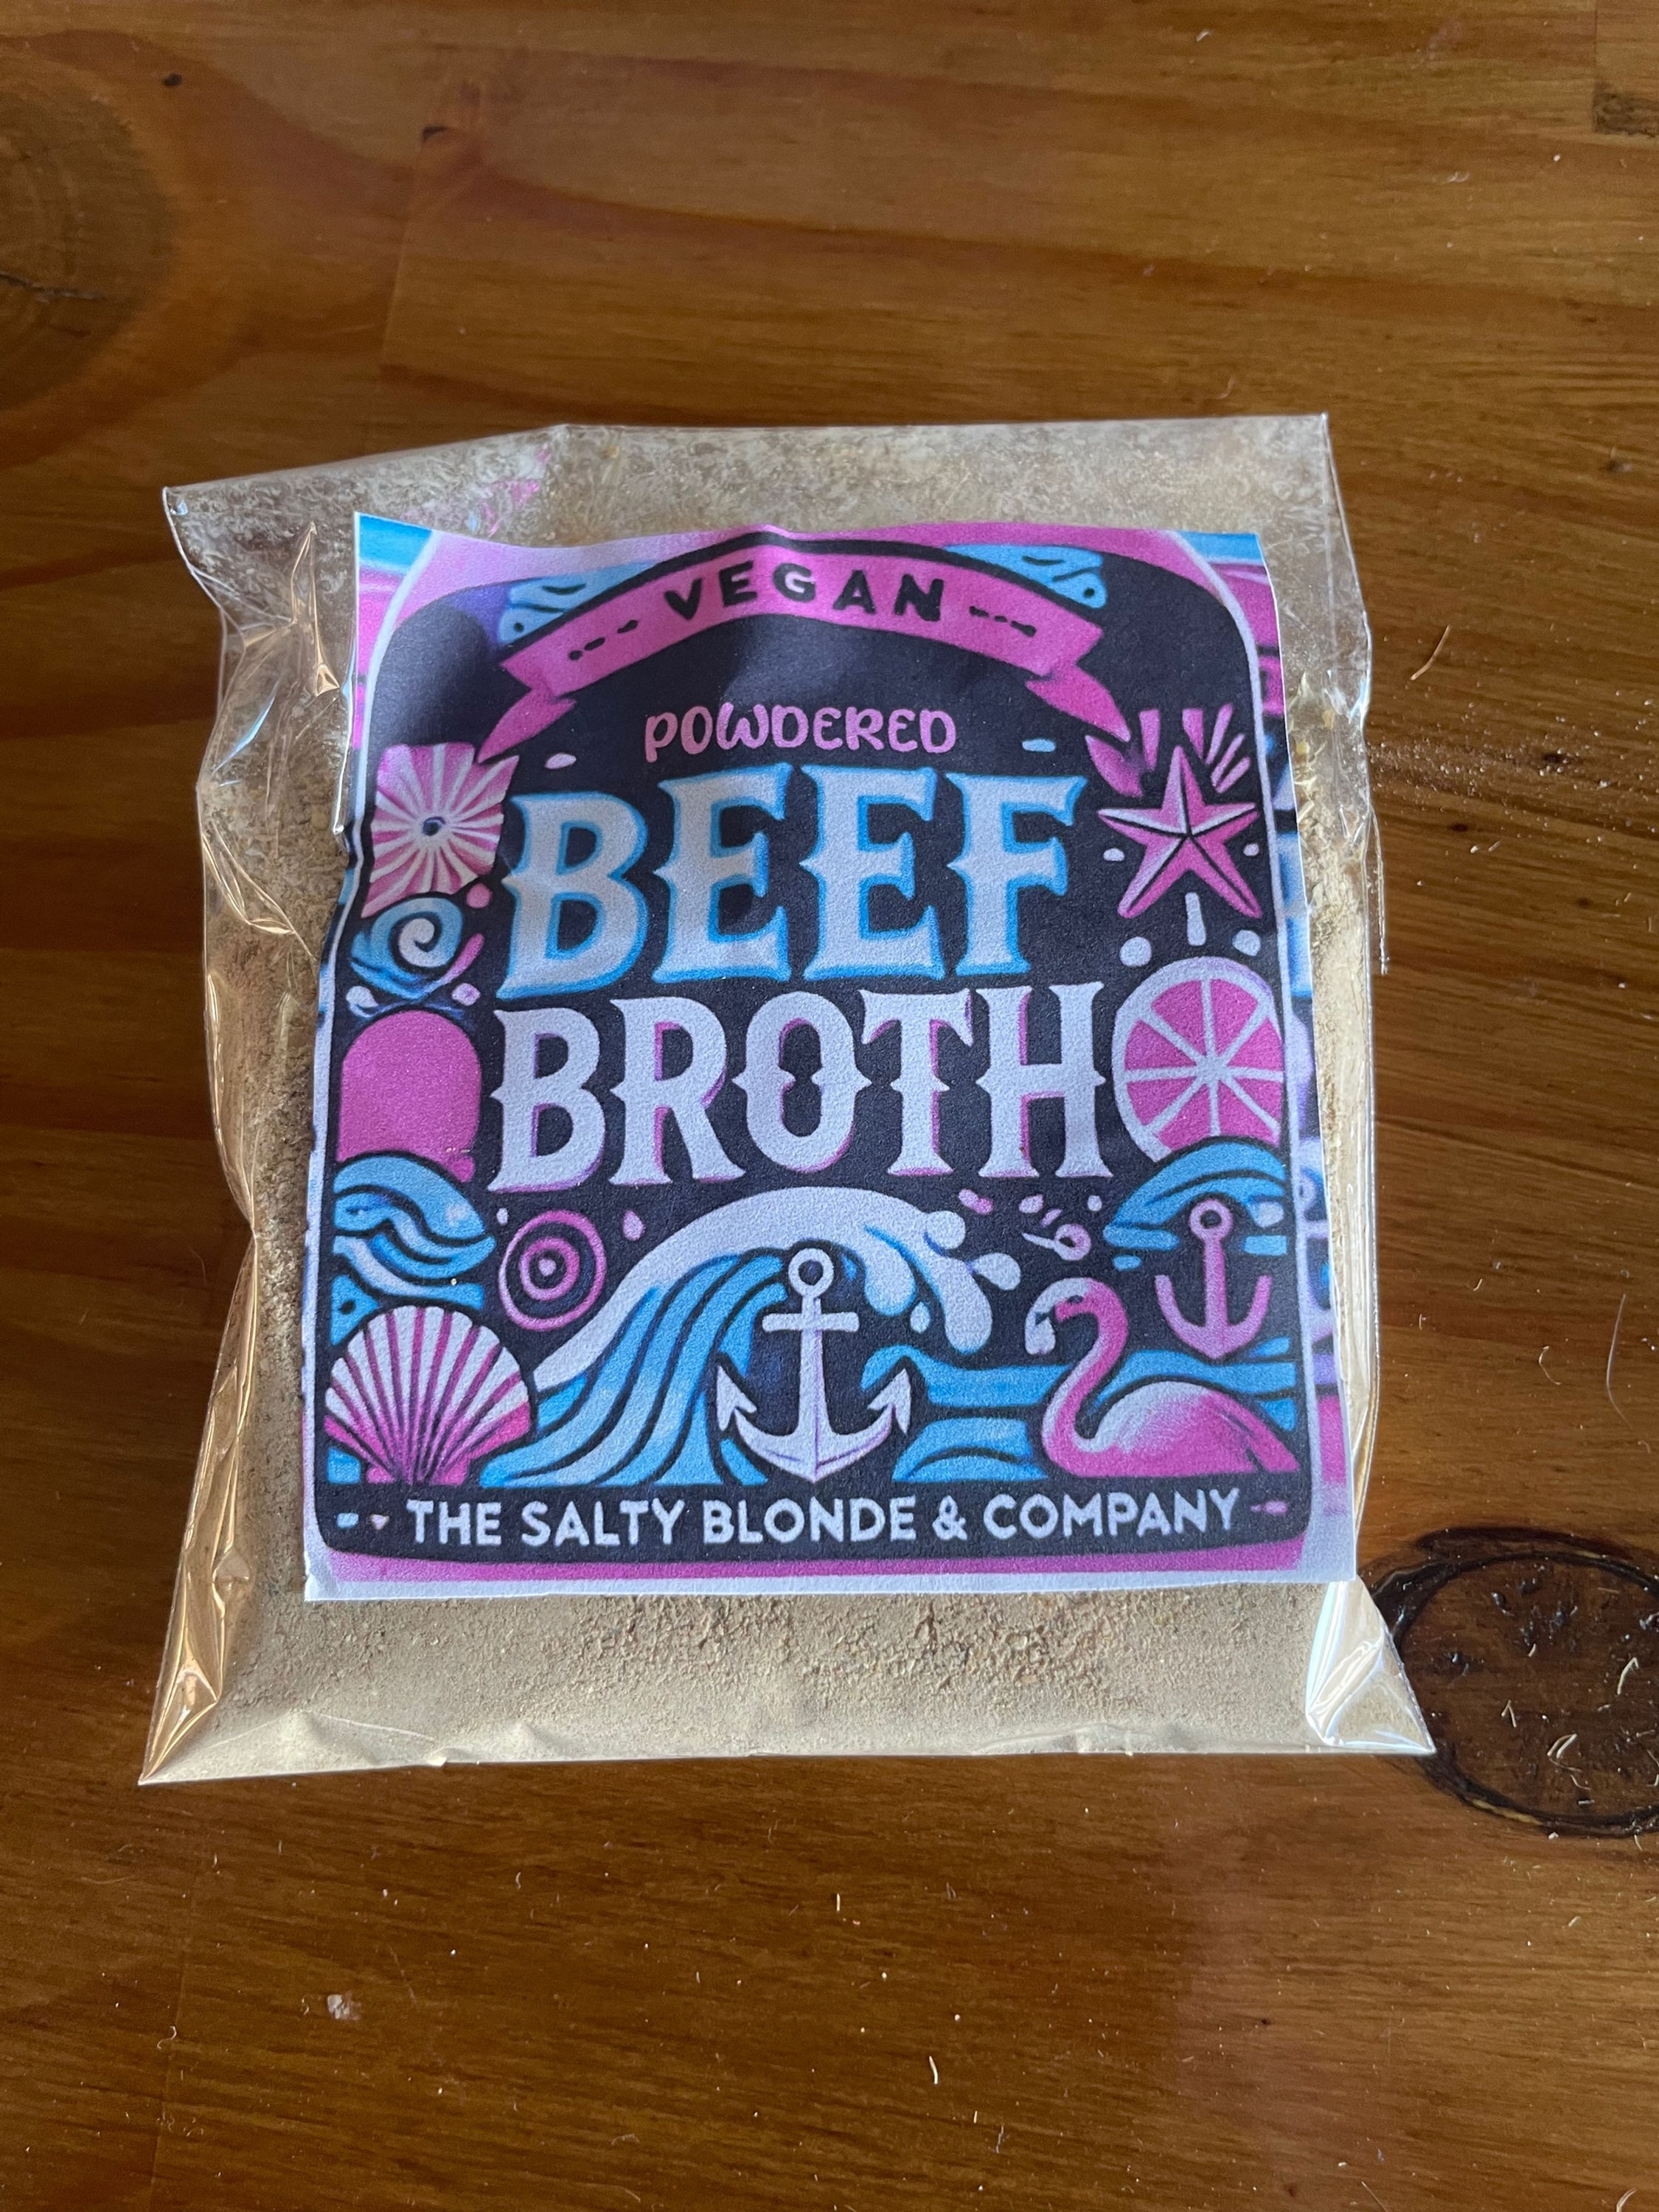 VEGAN
POWDERED
BEEF
BROTH
THE SALTY BLONDE & COMPANY